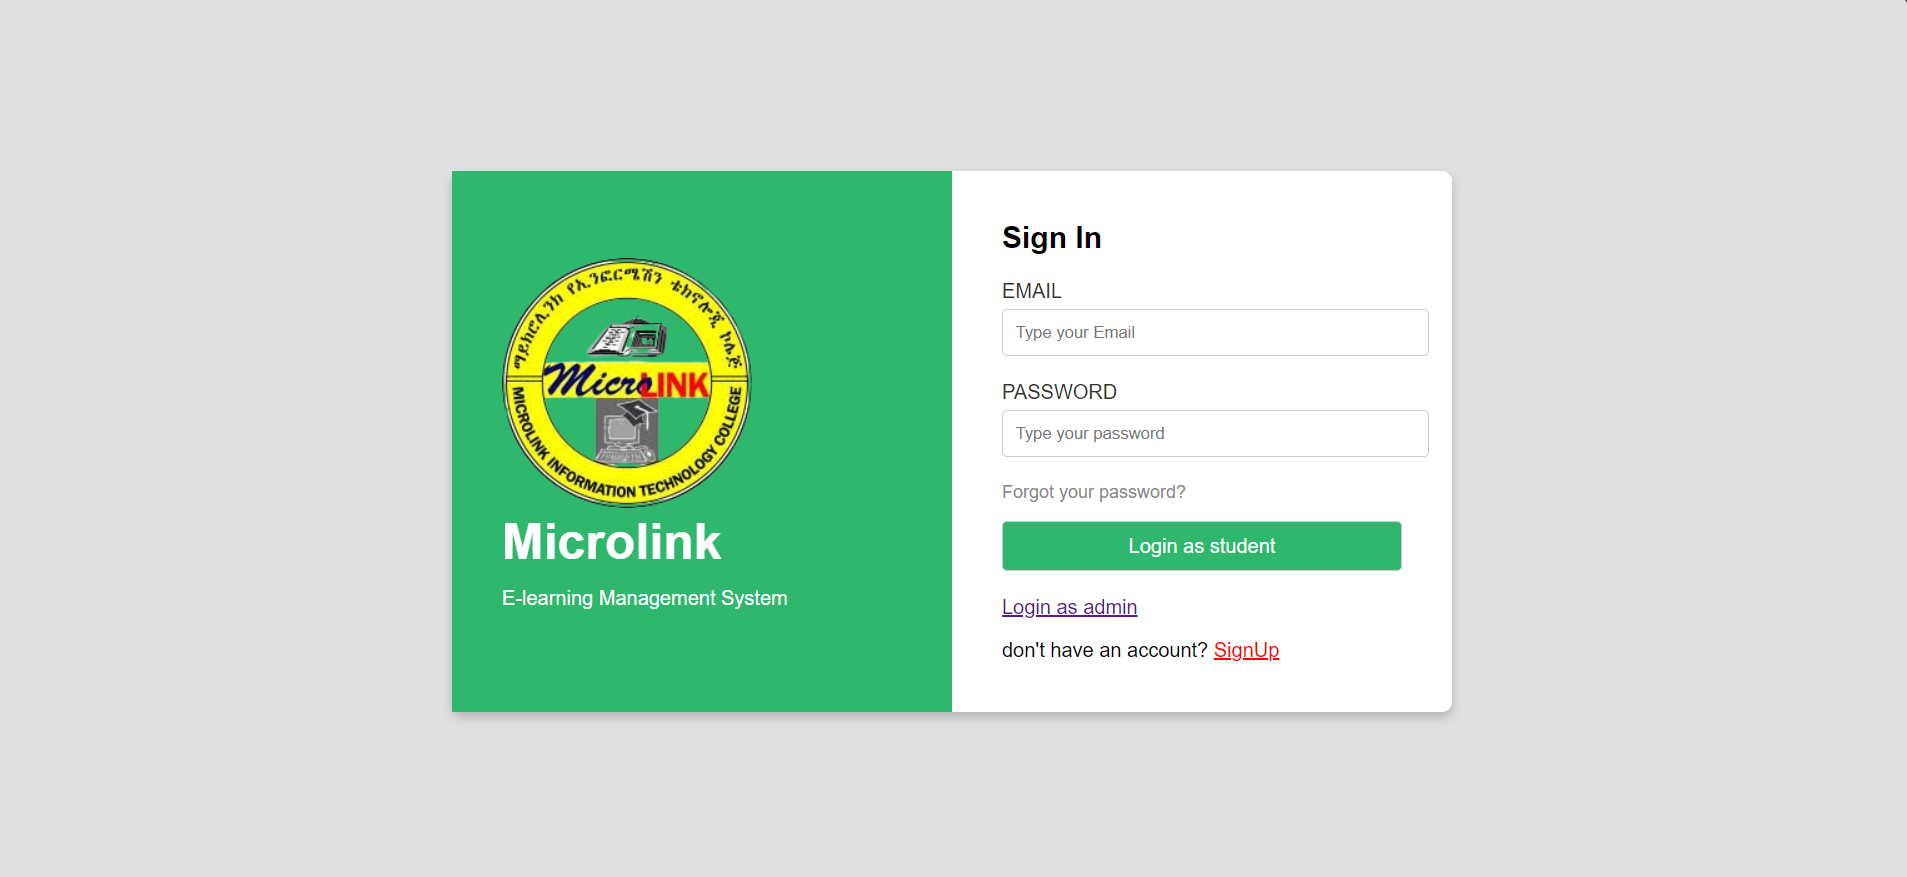 ማይክሮሊንክ የኢንፎርሜሽን ቴክኖሎጂ ኮሌጅ
MicroLINK
MICROLINK INFORMATION TECHNOLOGY COLLEGE
Microlink
E-learning Management System
Sign In
EMAIL
Type your Email
PASSWORD
Type your password
Forgot your password?
Login as student
Login as admin
don't have an account? SignUp